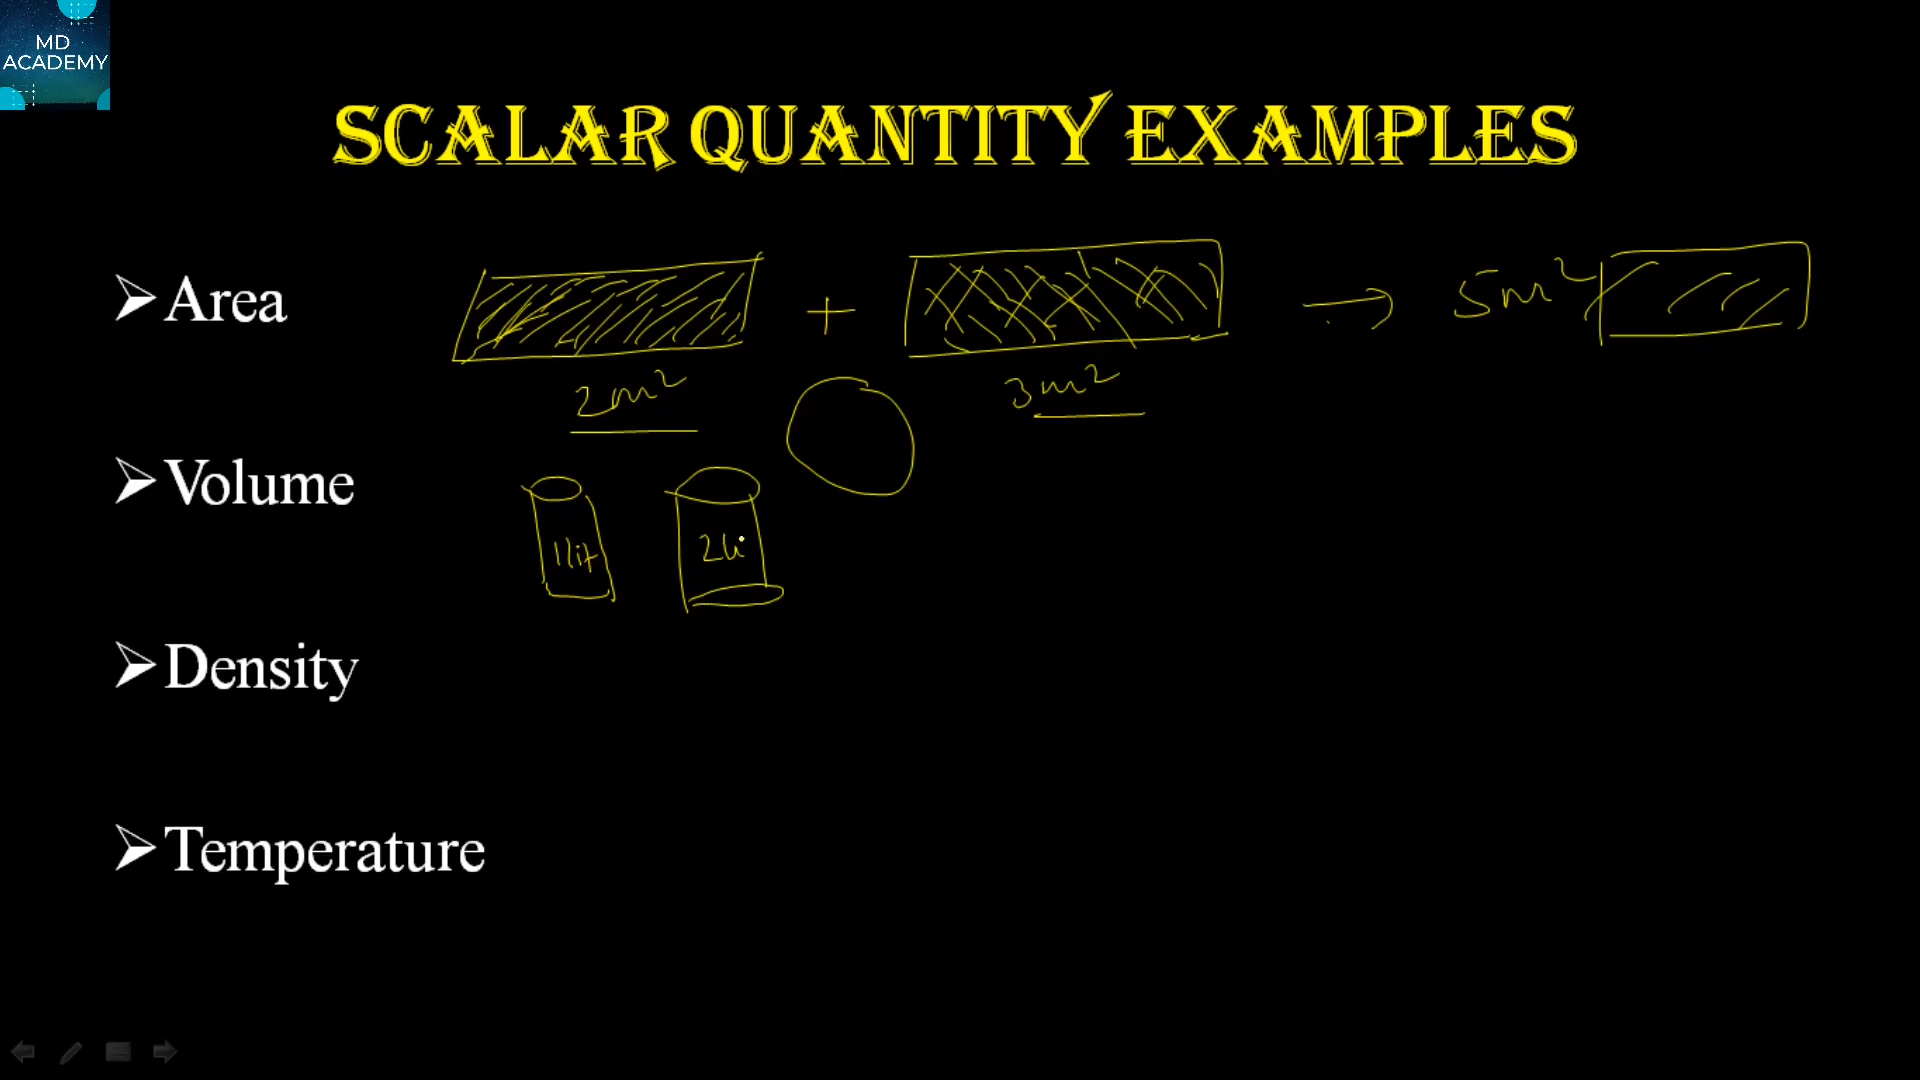 MD
ACADEMY
SCALAR QUANTITY EXAMPLES
➢Area
+ → 5m²
2m² 3m²
➢Volume
1lit 2li
➢Density
➢Temperature